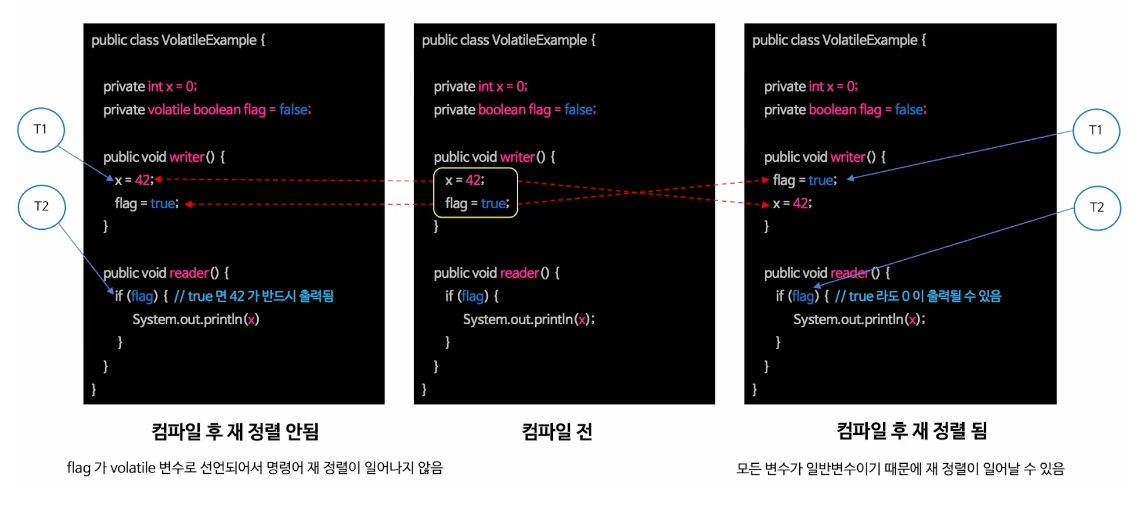 T1
T2
public class VolatileExample {
private int x = 0;
private volatile boolean flag = false;
public void writer() {
x = 42;
flag = true;
}
public void reader() {
if (flag) { // true 면 42 가 반드시 출력됨
System.out.println(x)
}
}
}
컴파일 후 재 정렬 안됨
flag 가 volatile 변수로 선언되어서 명령어 재 정렬이 일어나지 않음
public class VolatileExample {
private int x = 0;
private boolean flag = false;
public void writer() {
x = 42;
flag = true;
}
public void reader() {
if (flag) {
System.out.println(x);
}
}
}
컴파일 전
public class VolatileExample {
private int x = 0;
private boolean flag = false;
public void writer() {
flag = true;
x = 42;
}
public void reader() {
if (flag) { // true 라도 0 이 출력될 수 있음
System.out.println(x);
}
}
}
T1
T2
컴파일 후 재 정렬 됨
모든 변수가 일반변수이기 때문에 재 정렬이 일어날 수 있음